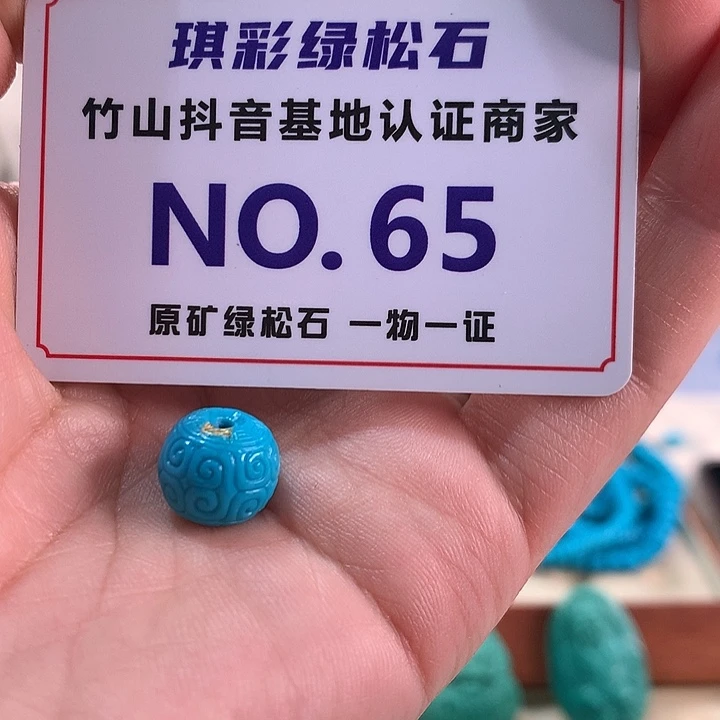 琪彩绿松石
竹山抖音基地认证商家
NO.65
原矿绿松石 一物一证